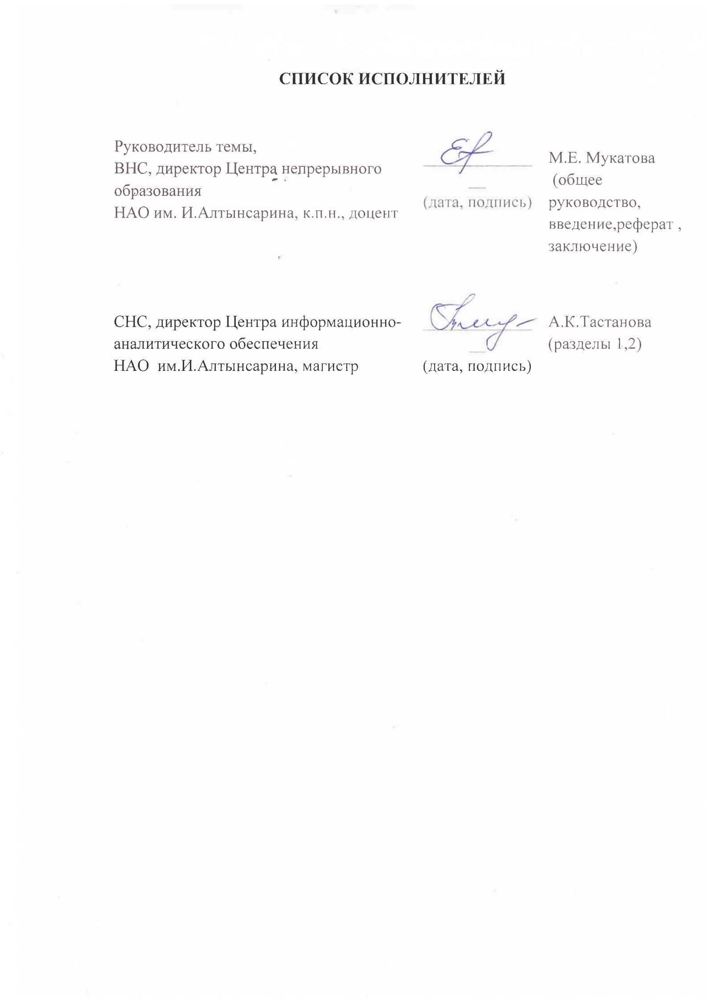 СПИСОК ИСПОЛНИТЕЛЕЙ
Руководитель темы,
ВНС, директор Центра непрерывного
образования
НАО им. И.Алтынсарина, к.п.н., доцент
(дата, подпись)
М.Е. Мукатова
(общее
руководство,
введение,реферат ,
заключение)
СНС, директор Центра информационно-
аналитического обеспечения
НАО им.И.Алтынсарина, магистр
(дата, подпись)
А.К.Тастанова
(разделы 1,2)